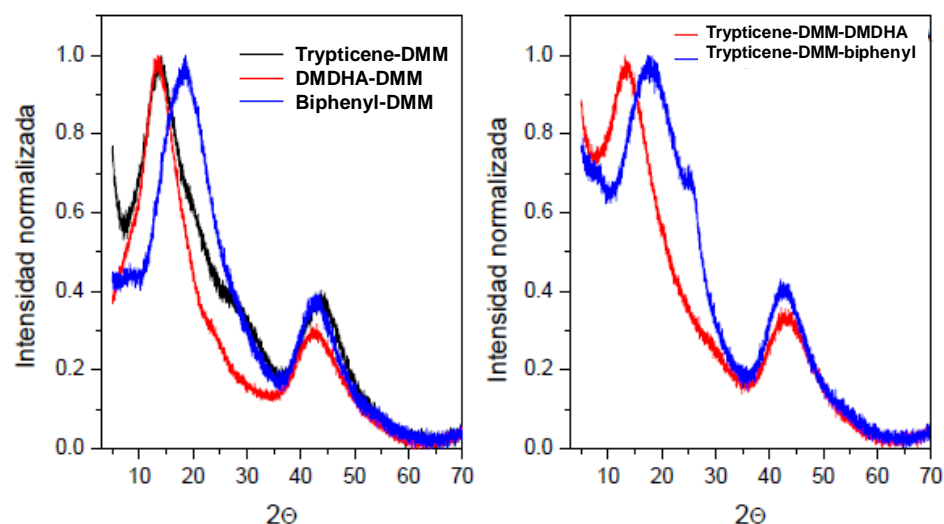 Intensidad normalizada
1.0
0.8
0.6
0.4
0.2
0.0
Trypticene-DMM
DMDHA-DMM
Biphenyl-DMM
10 20 30 40 50 60 70
2Θ
Intensidad normalizada
1.0
0.8
0.6
0.4
0.2
0.0
Trypticene-DMM-DMDHA
Trypticene-DMM-biphenyl
10 20 30 40 50 60 70
2Θ